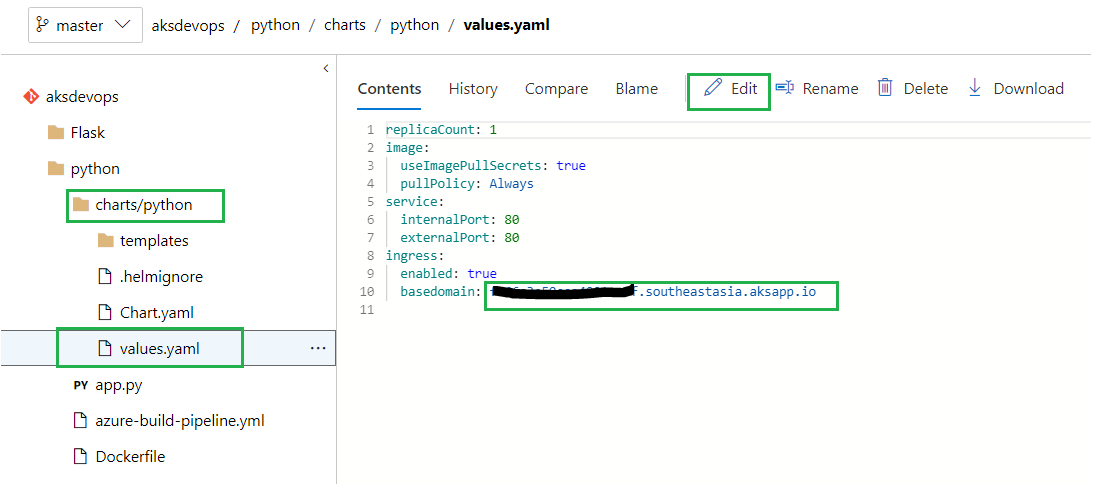 master aksdevops / python / charts / python / values.yaml
aksdevops
Flask
python
charts/python
templates
.helmignore
Chart.yaml
values.yaml ...
PY app.py
azure-build-pipeline.yml
Dockerfile
Contents History Compare Blame Edit Rename Delete Download
1 replicaCount: 1
2 image:
3 useImagePullSecrets: true
4 pullPolicy: Always
5 service:
6 internalPort: 80
7 externalPort: 80
8 ingress:
9 enabled: true
10 basedomain: f.southeastasia.aksapp.io
11